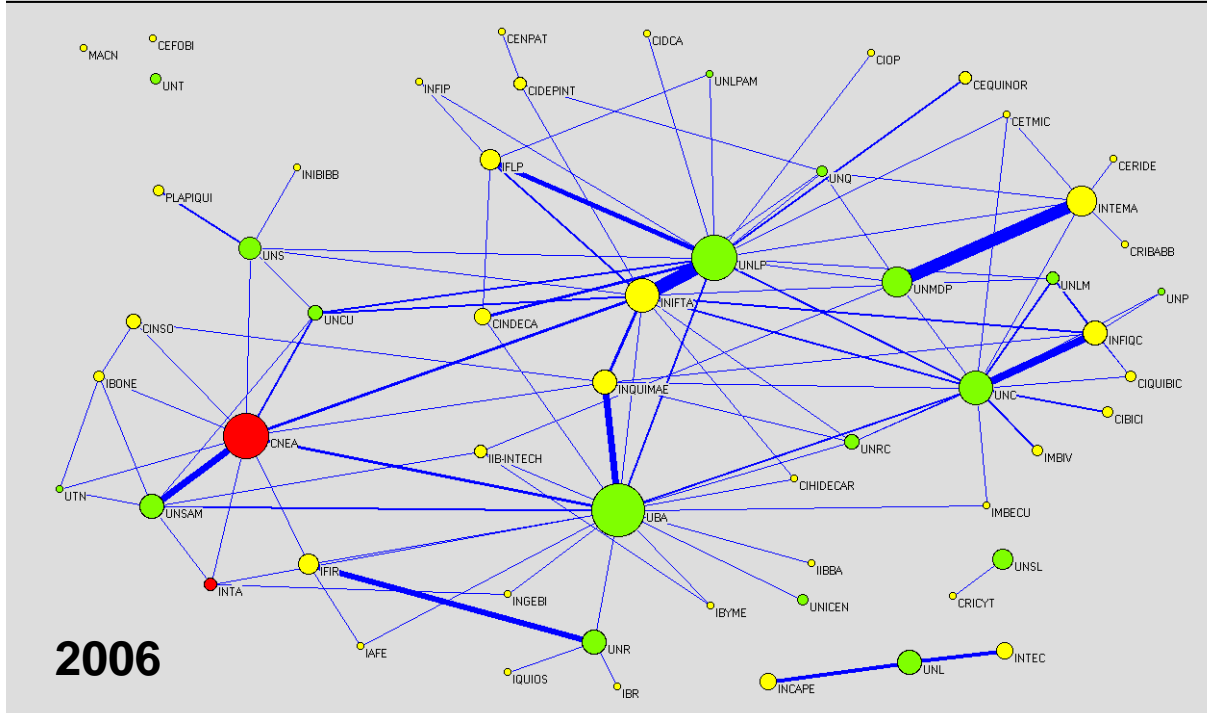 CENPAT
CIDCA
CEFOBI
MACN
CIOP
UNT
INFIP
CIDEPINT
UNLPAM
CEQUINOR
CETMIC
IFLP
CERIDE
INIBIBB
UNQ
PLAPIQUI
INTEMA
CRIBABB
UNS
UNLP
UNMDP
UNLM
INIFTA
UNP
UNCU
CINDECA
CINSO
INFIQC
IBONE
INQUIMAE
UNC
CIQUIBIC
CIBICI
CNEA
UNRC
IMBIV
IIB-INTECH
CIHIDECAR
UTN
UNSAM
IMBECU
UBA
IFIR
IIBBA
UNSL
INTA
INGEBI
CRICYT
IBYME
UNICEN
IAFE
UNR
2006
INTEC
UNL
IQUIOS
INCAPE
IBR